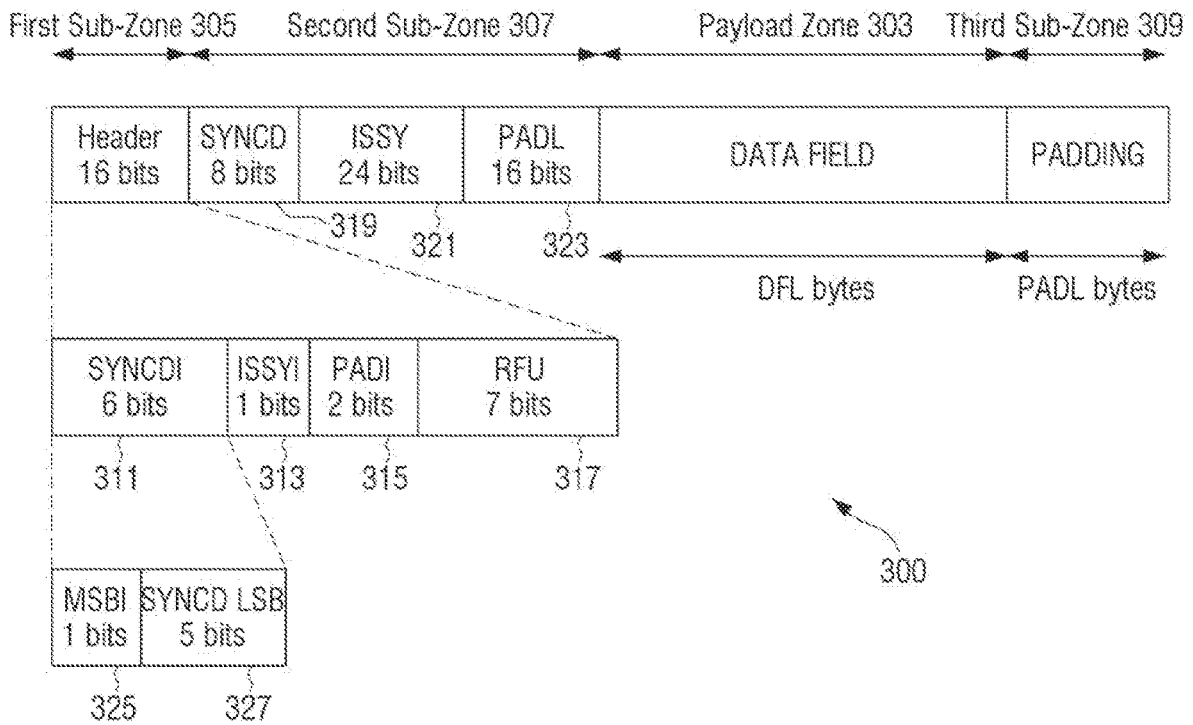 First Sub-Zone 305 Second Sub-Zone 307 Payload Zone 303 Third Sub-Zone 309
Header SYNCD ISSY PADL DATA FIELD PADDING
16 bits 8 bits 24 bits 16 bits
319 321 323
DFL bytes PADL bytes
SYNCDI ISSYI PADI RFU
6 bits 1 bits 2 bits 7 bits
311 313 315 317
300
MSBI SYNCD LSB
1 bits 5 bits
325 327